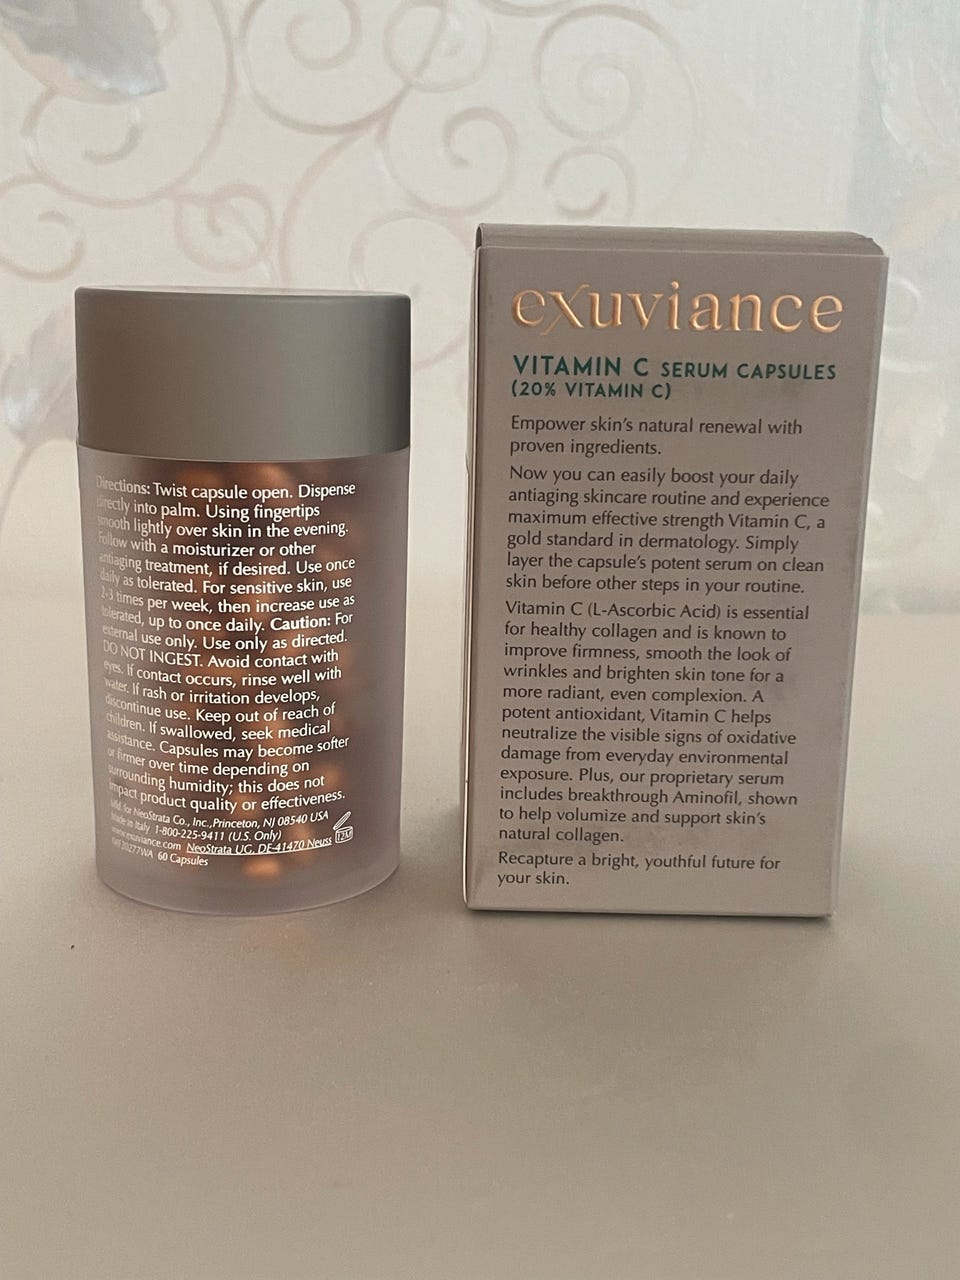 Directions: Twist capsule open. Dispense
directly into palm. Using fingertips
smooth lightly over skin in the evening.
Follow with a moisturizer or other
antiaging treatment, if desired. Use once
daily as tolerated. For sensitive skin, use
2-3 times per week, then increase use as
tolerated, up to once daily. Caution: For
external use only. Use only as directed.
DO NOT INGEST. Avoid contact with
eyes. If contact occurs, rinse well with
water. If rash or irritation develops,
discontinue use. Keep out of reach of
children. If swallowed, seek medical
assistance. Capsules may become softer
or firmer over time depending on
surrounding humidity; this does not
impact product quality or effectiveness.
Mfd. for NeoStrata Co., Inc.,Princeton, NJ 08540 USA
Made in Italy 1-800-225-9411 (U.S. Only)
www.exuviance.com NeoStrata UG, DE-41470 Neuss 12M
60 Capsules
exuviance
VITAMIN C SERUM CAPSULES
(20% VITAMIN C)
Empower skin's natural renewal with
proven ingredients.
Now you can easily boost your daily
antiaging skincare routine and experience
maximum effective strength Vitamin C, a
gold standard in dermatology. Simply
layer the capsule's potent serum on clean
skin before other steps in your routine.
Vitamin C (L-Ascorbic Acid) is essential
for healthy collagen and is known to
improve firmness, smooth the look of
wrinkles and brighten skin tone for a
more radiant, even complexion. A
potent antioxidant, Vitamin C helps
neutralize the visible signs of oxidative
damage from everyday environmental
exposure. Plus, our proprietary serum
includes breakthrough Aminofil, shown
to help volumize and support skin's
natural collagen.
Recapture a bright, youthful future for
your skin.